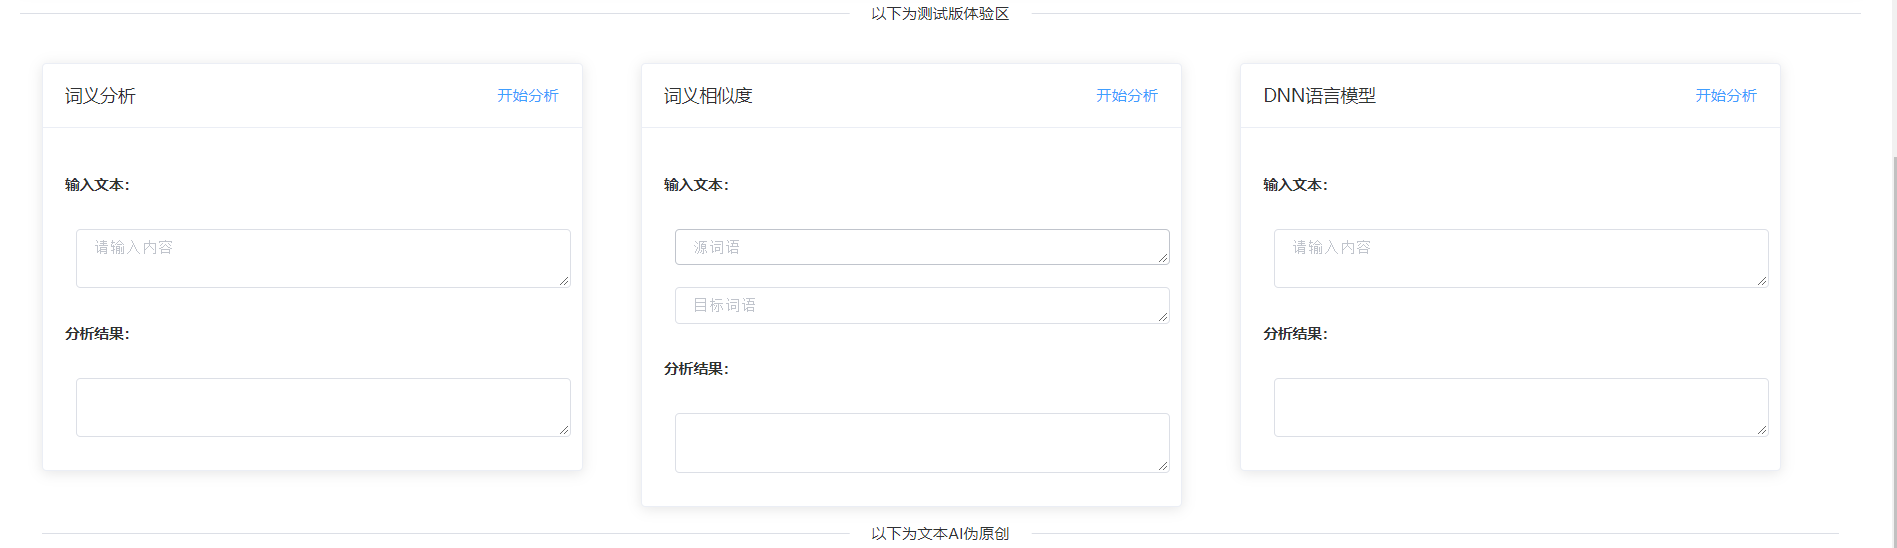 以下为测试版体验区
词义分析
开始分析
输入文本：
请输入内容
分析结果：
词义相似度
开始分析
输入文本：
源词语
目标词语
分析结果：
DNN语言模型
开始分析
输入文本：
请输入内容
分析结果：
以下为文本AI伪原创